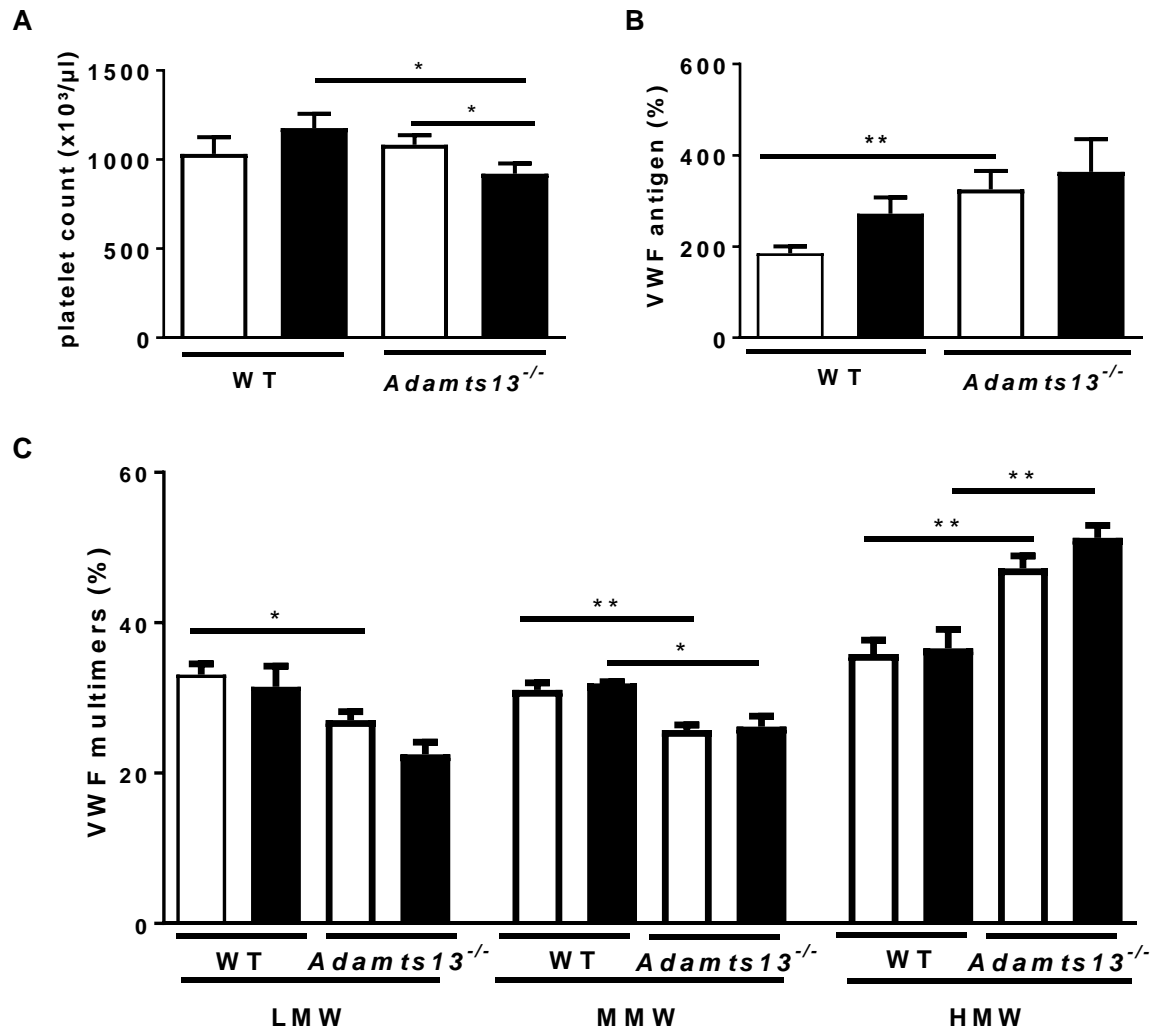 A
platelet count (x10³/µl)
1500
1000
500
0
*
*
WT
Adamts13-/-
B
VWF antigen (%)
600
400
200
0
**
WT
Adamts13-/-
C
VWF multimers (%)
60
40
20
0
*
**
*
**
**
WT Adamts13-/- WT Adamts13-/- WT Adamts13-/-
LMW MMW HMW